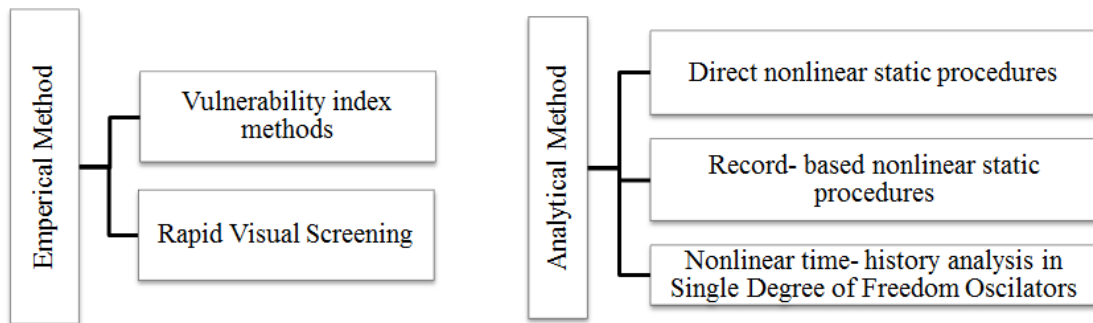 Emperical Method
Vulnerability index
methods
Rapid Visual Screening
Analytical Method
Direct nonlinear static procedures
Record- based nonlinear static
procedures
Nonlinear time- history analysis in
Single Degree of Freedom Oscilators